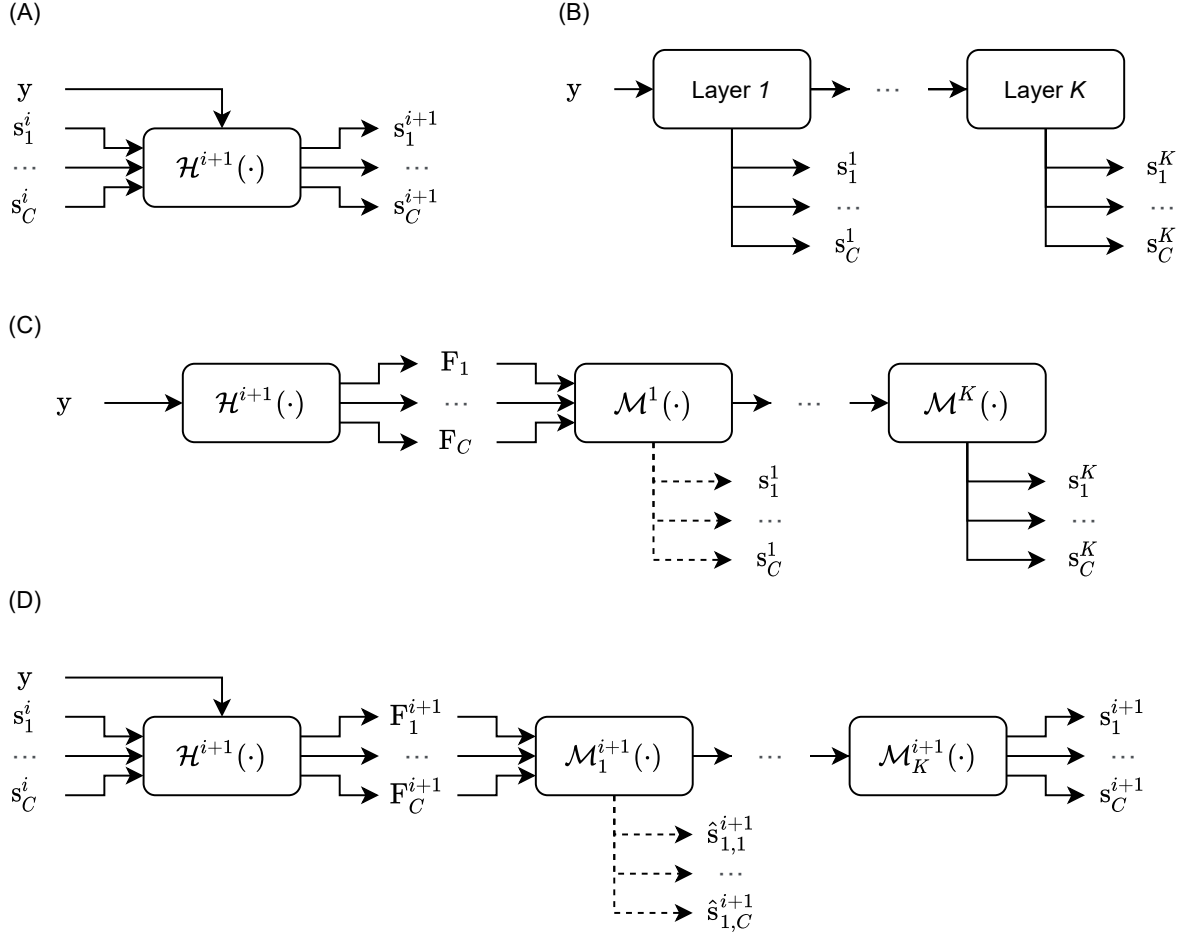 (A) (B)
y
s_1^i s_1^{i+1}
... H^{i+1}(·) ...
s_C^i s_C^{i+1}
y Layer 1 ... Layer K
s_1^1 s_1^K
... ...
s_C^1 s_C^K
(C)
F_1
y H^{i+1}(·) ... M^1(·) ... M^K(·)
F_C
s_1^1 s_1^K
... ...
s_C^1 s_C^K
(D)
y
s_1^i F_1^{i+1} s_1^{i+1}
... H^{i+1}(·) ... M_1^{i+1}(·) ... M_K^{i+1}(·) ...
s_C^i F_C^{i+1} s_C^{i+1}
ŝ_{1,1}^{i+1}
...
ŝ_{1,C}^{i+1}